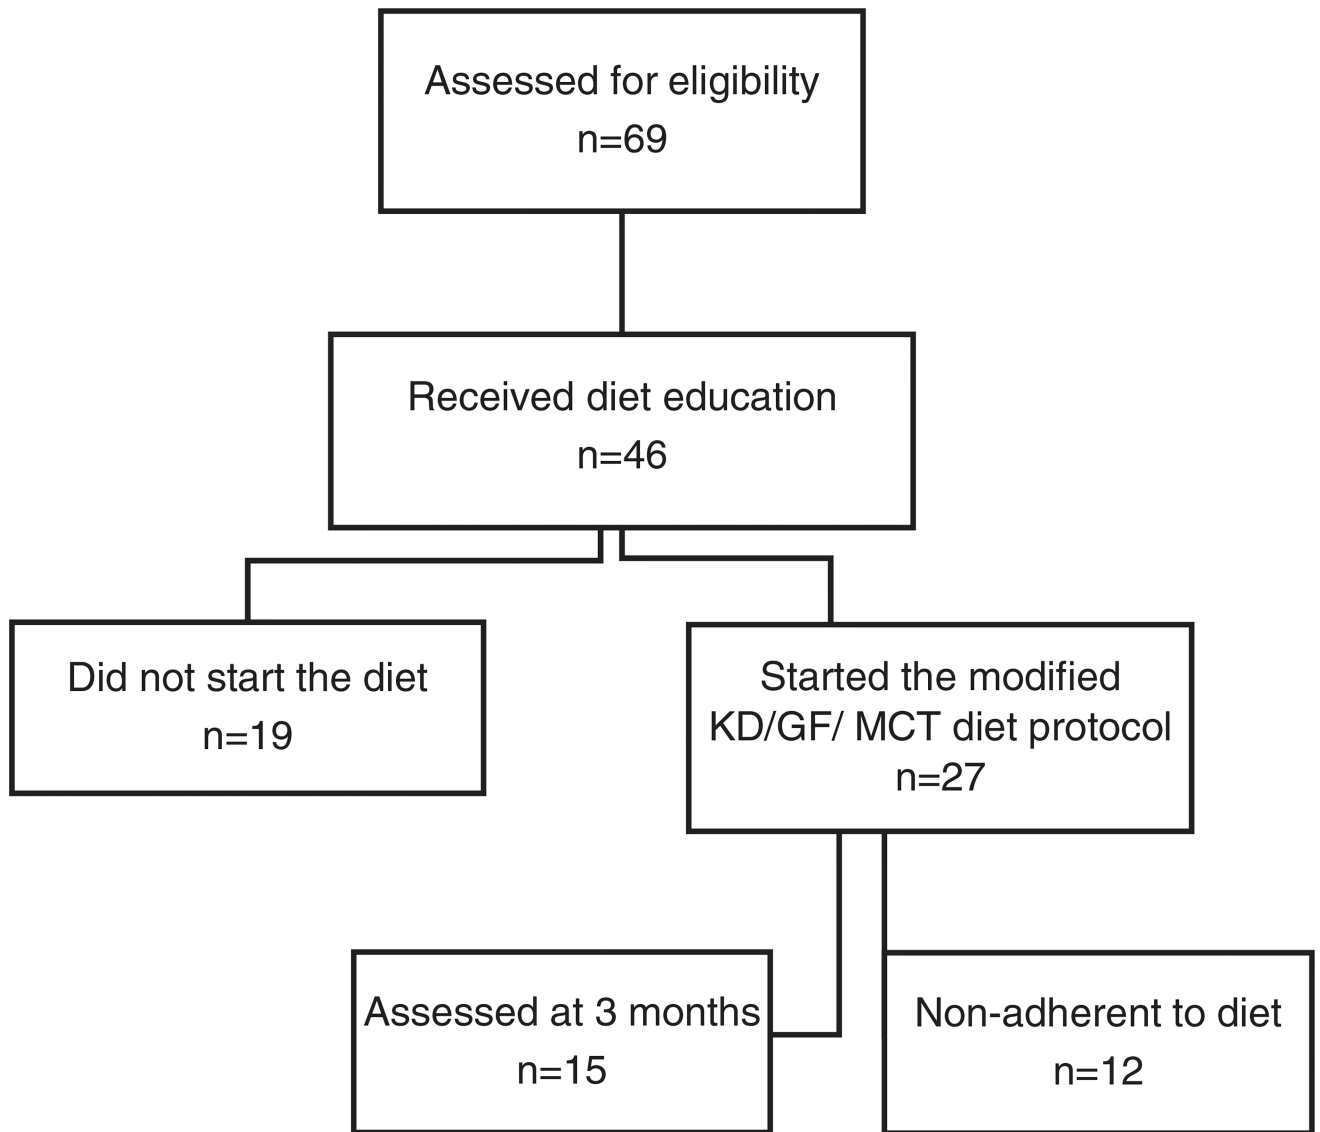 Assessed for eligibility
n=69
Received diet education
n=46
Did not start the diet
n=19
Started the modified
KD/GF/ MCT diet protocol
n=27
Assessed at 3 months
n=15
Non-adherent to diet
n=12